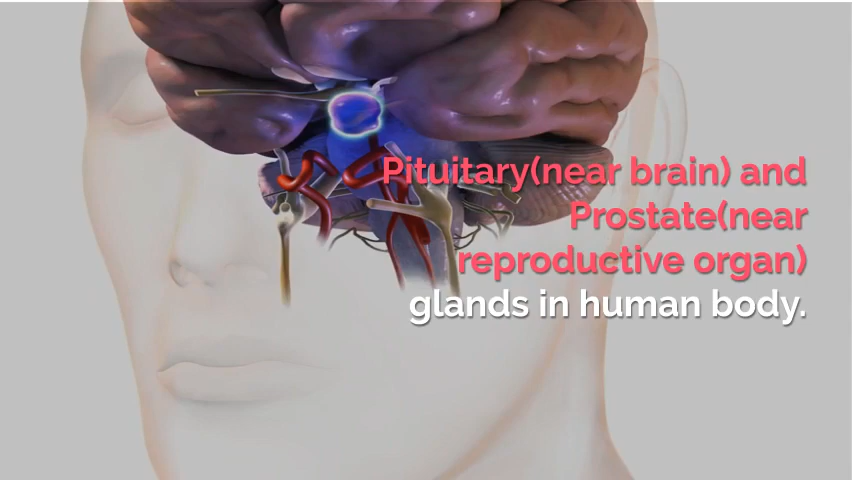 Pituitary(near brain) and
Prostate(near
reproductive organ)
glands in human body.